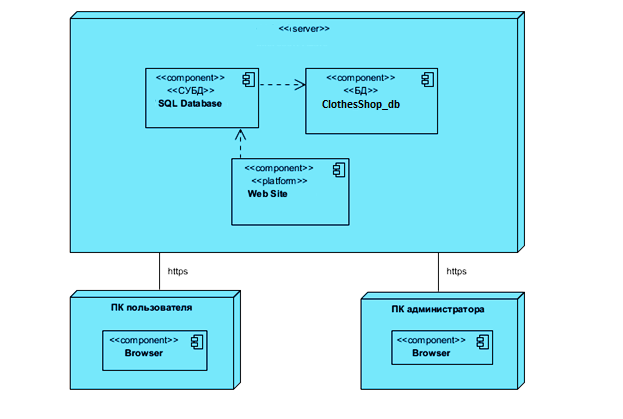 <<server>>
<<component>>
<<СУБД>>
SQL Database
<<component>>
<<БД>>
ClothesShop_db
<<component>>
<<platform>>
Web Site
https
https
ПК пользователя
<<component>>
Browser
ПК администратора
<<component>>
Browser